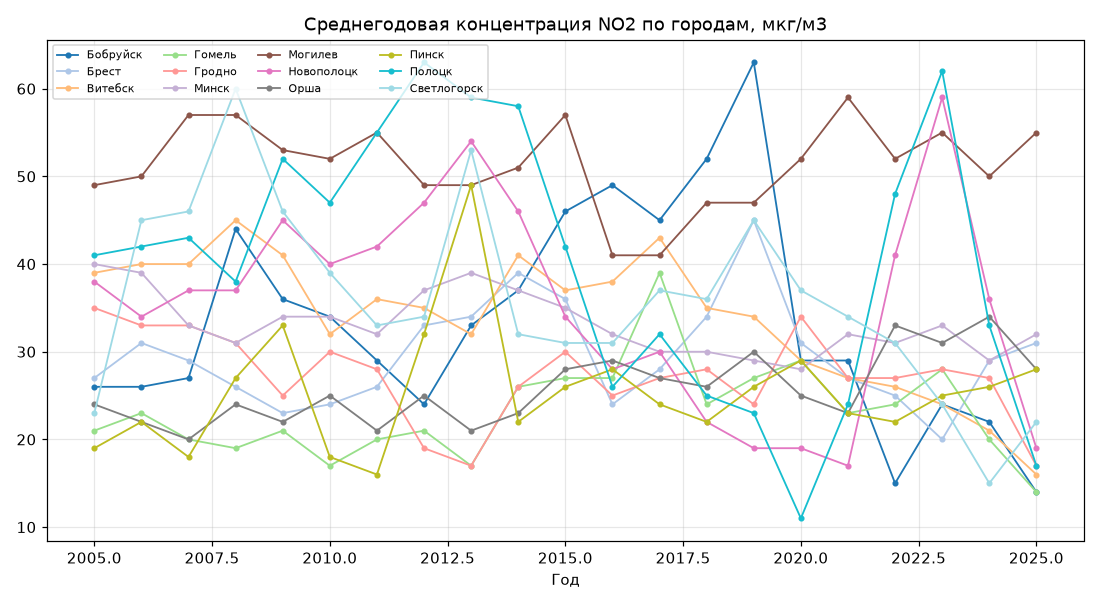 Среднегодовая концентрация NO2 по городам, мкг/м3
Бобруйск Гомель Могилев Пинск
Брест Гродно Новополоцк Полоцк
Витебск Минск Орша Светлогорск
60
50
40
30
20
10
2005.0 2007.5 2010.0 2012.5 2015.0 2017.5 2020.0 2022.5 2025.0
Год